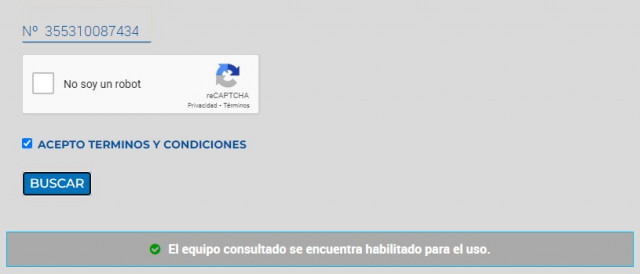 Nº 355310087434
No soy un robot
reCAPTCHA
Privacidad - Términos
ACEPTO TERMINOS Y CONDICIONES
BUSCAR
El equipo consultado se encuentra habilitado para el uso.